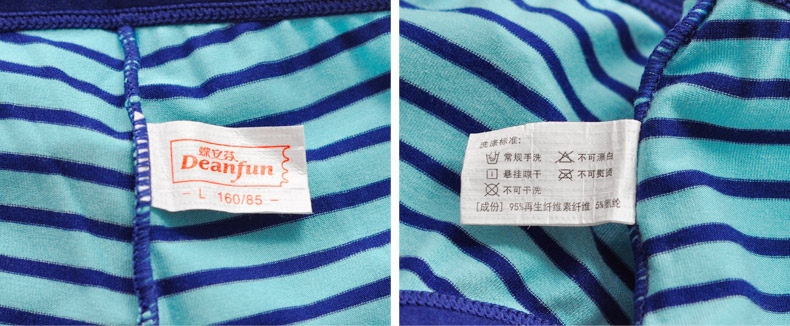 蝶立芬
Deanfun
- L 160/85 -
洗涤标准:
常规手洗 不可漂白
悬挂晾干 不可熨烫
不可干洗
[成份] 95%再生纤维素纤维 5%氨纶